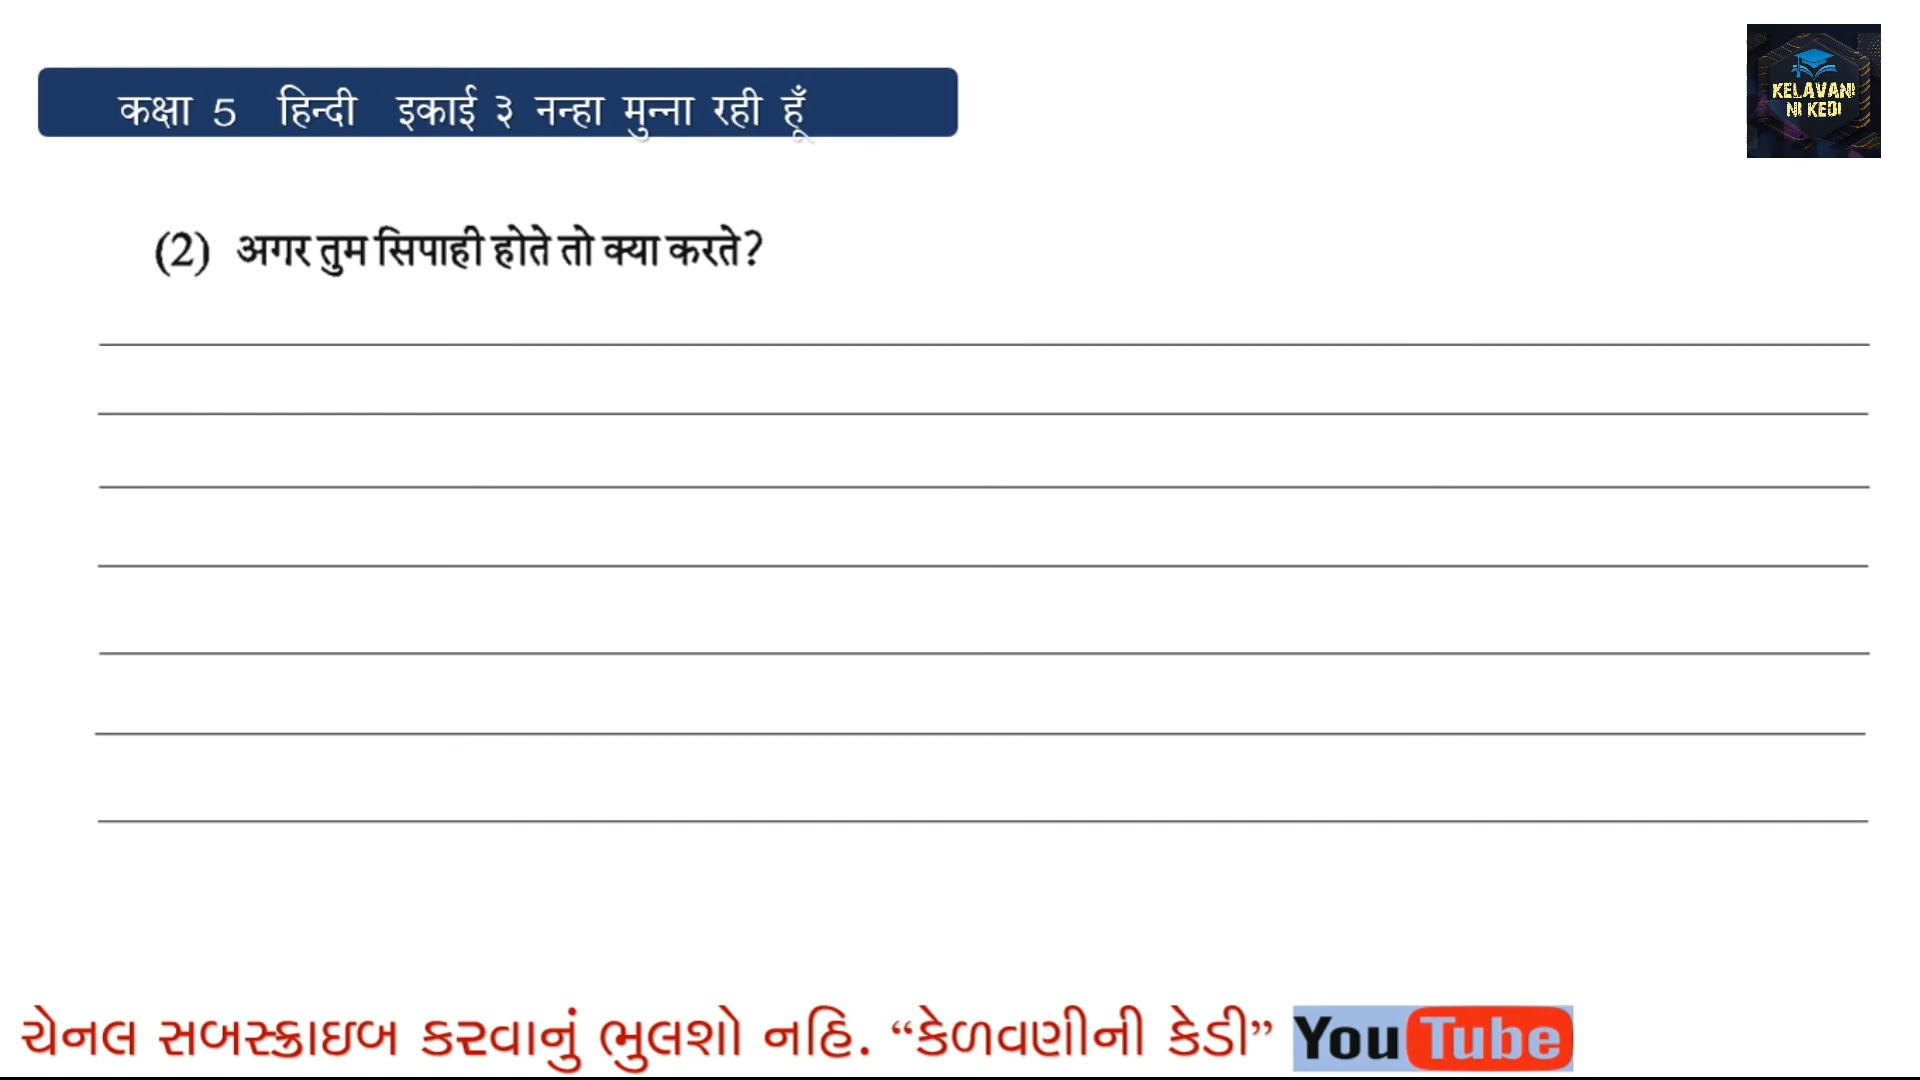 कक्षा 5 हिन्दी इकाई ३ नन्हा मुन्ना रही हूँ
KELAVANI
NI KEDI
(2) अगर तुम सिपाही होते तो क्या करते?
ચેનલ સબસ્ક્રાઇબ કરવાનું ભુલશો નહિ. “કેળવણીની કેડી” YouTube